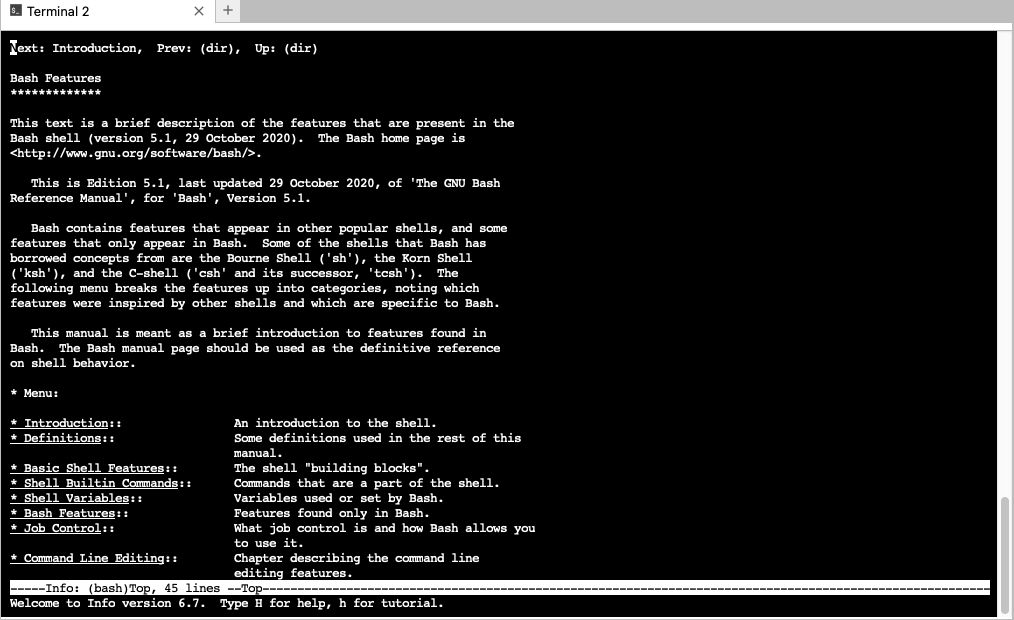 Terminal 2
Next: Introduction,  Prev: (dir),  Up: (dir)
Bash Features
*************
This text is a brief description of the features that are present in the
Bash shell (version 5.1, 29 October 2020).  The Bash home page is
<http://www.gnu.org/software/bash/>.
This is Edition 5.1, last updated 29 October 2020, of 'The GNU Bash
Reference Manual', for 'Bash', Version 5.1.
Bash contains features that appear in other popular shells, and some
features that only appear in Bash.  Some of the shells that Bash has
borrowed concepts from are the Bourne Shell ('sh'), the Korn Shell
('ksh'), and the C-shell ('csh' and its successor, 'tcsh').  The
following menu breaks the features up into categories, noting which
features were inspired by other shells and which are specific to Bash.
This manual is meant as a brief introduction to features found in
Bash.  The Bash manual page should be used as the definitive reference
on shell behavior.
* Menu:
* Introduction::                An introduction to the shell.
* Definitions::                 Some definitions used in the rest of this
manual.
* Basic Shell Features::        The shell "building blocks".
* Shell Builtin Commands::      Commands that are a part of the shell.
* Shell Variables::             Variables used or set by Bash.
* Bash Features::               Features found only in Bash.
* Job Control::                 What job control is and how Bash allows you
to use it.
* Command Line Editing::        Chapter describing the command line
editing features.
-----Info: (bash)Top, 45 lines --Top-------------------------------------------------------------------------------------------------------
Welcome to Info version 6.7.  Type H for help, h for tutorial.